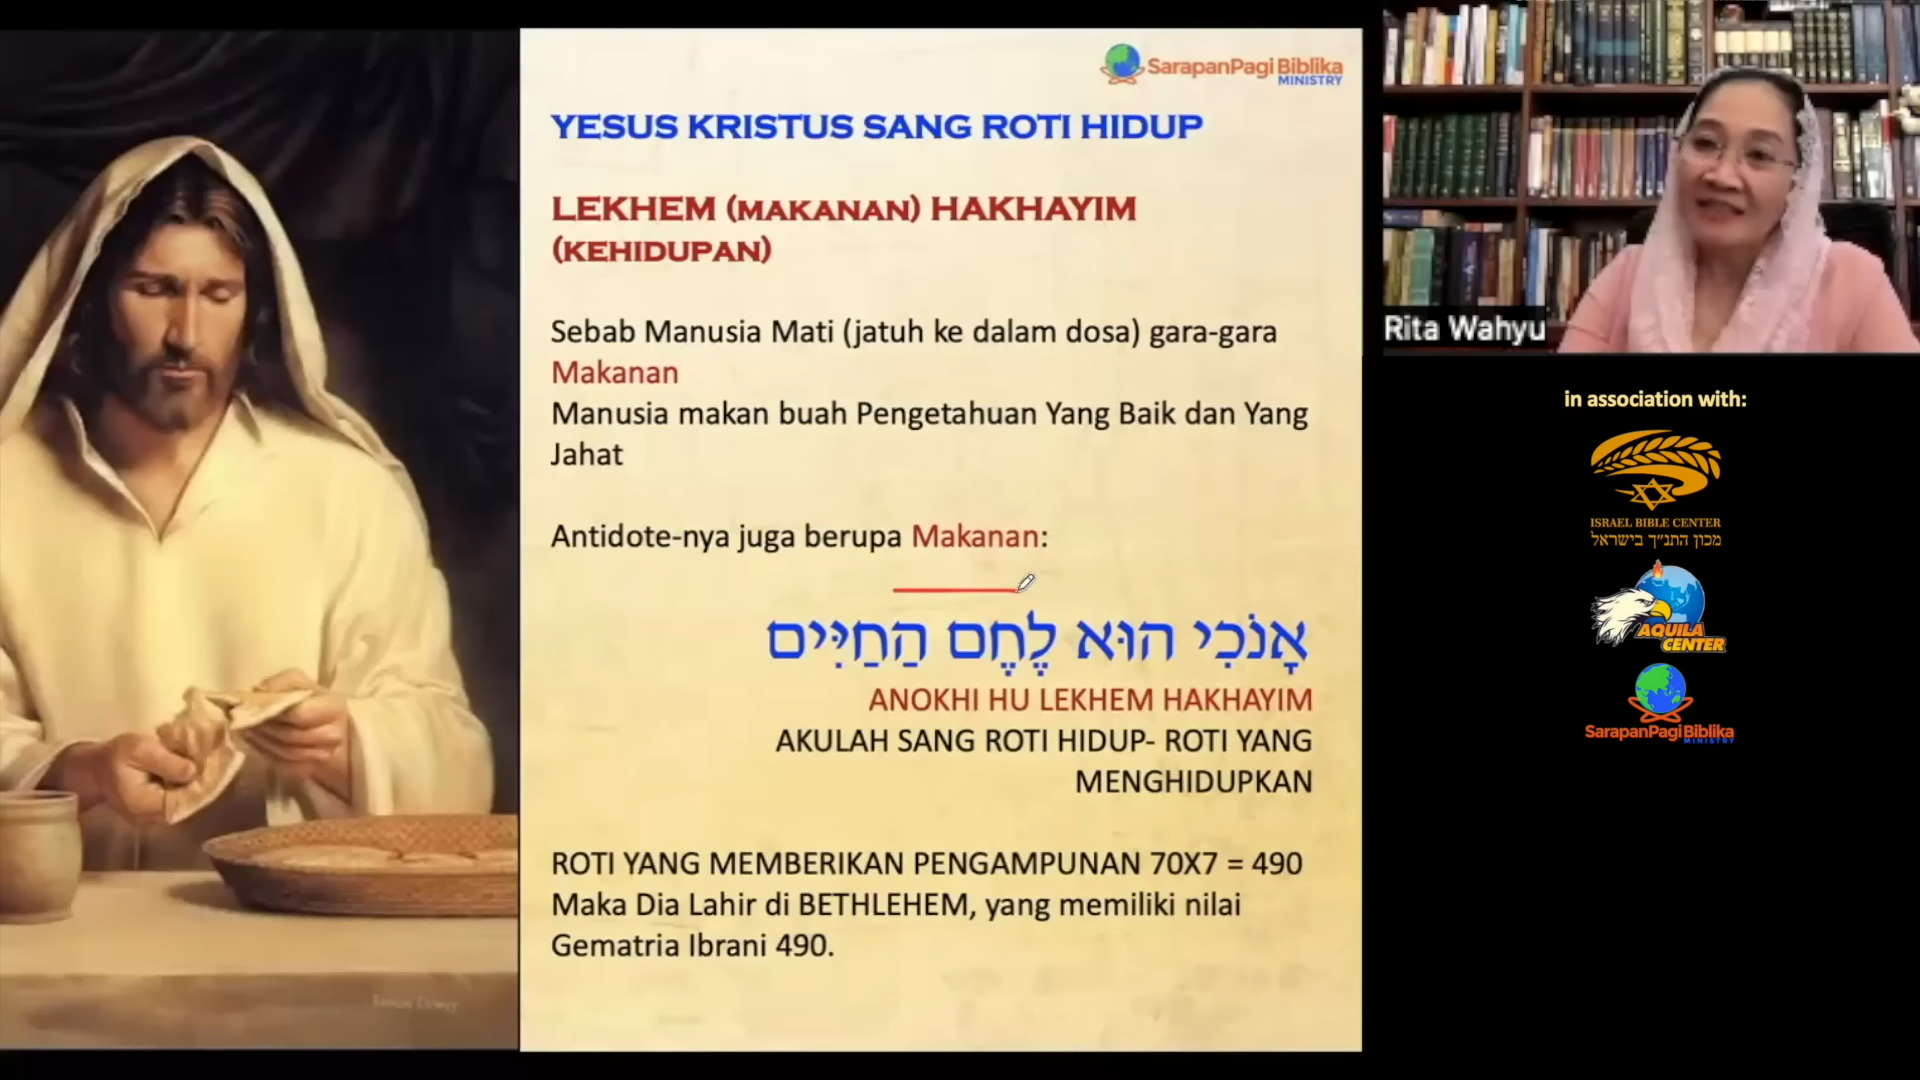 SarapanPagi Biblika
MINISTRY
YESUS KRISTUS SANG ROTI HIDUP
LEKHEM (MAKANAN) HAKHAYIM
(KEHIDUPAN)
Sebab Manusia Mati (jatuh ke dalam dosa) gara-gara
Makanan
Manusia makan buah Pengetahuan Yang Baik dan Yang
Jahat
Antidote-nya juga berupa Makanan:
אָנֹכִי הוּא לֶחֶם הַחַיִּים
ANOKHI HU LEKHEM HAKHAYIM
AKULAH SANG ROTI HIDUP- ROTI YANG
MENGHIDUPKAN
ROTI YANG MEMBERIKAN PENGAMPUNAN 70X7 = 490
Maka Dia Lahir di BETHLEHEM, yang memiliki nilai
Gematria Ibrani 490.
Rita Wahyu
in association with:
ISRAEL BIBLE CENTER
מכון התנ״ך בישראל
AQUILA
CENTER
SarapanPagi Biblika
MINISTRY